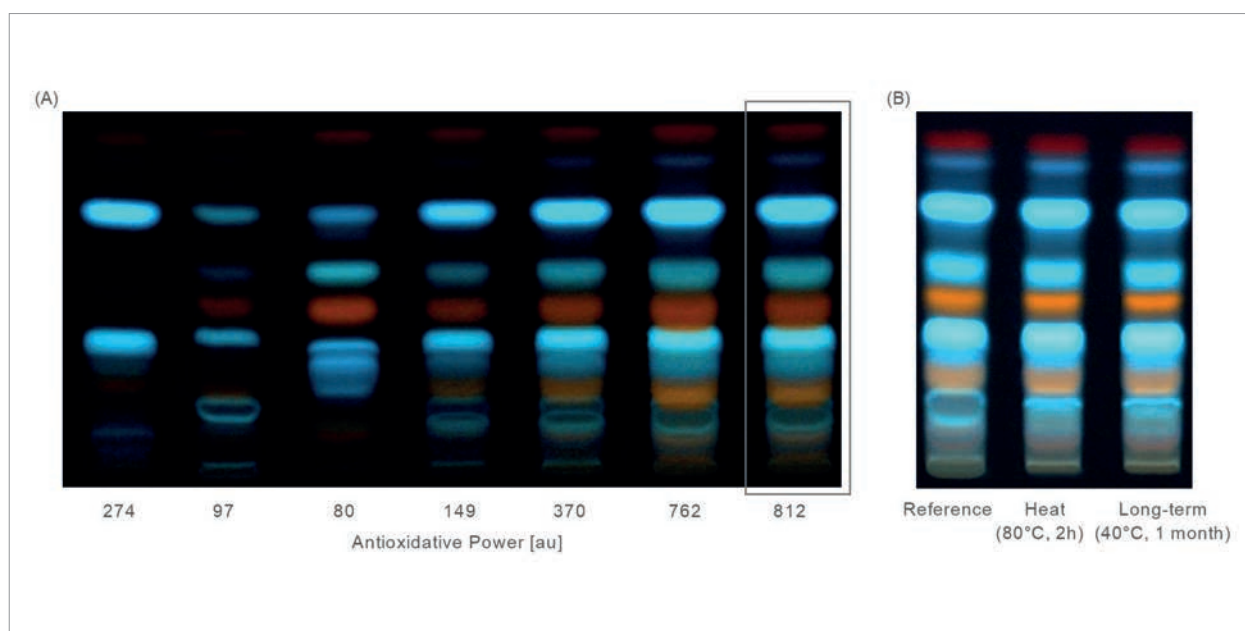 (A)
(B)
274 97 80 149 370 762 812
Antioxidative Power [au]
Reference Heat Long-term
(80°C, 2h) (40°C, 1 month)